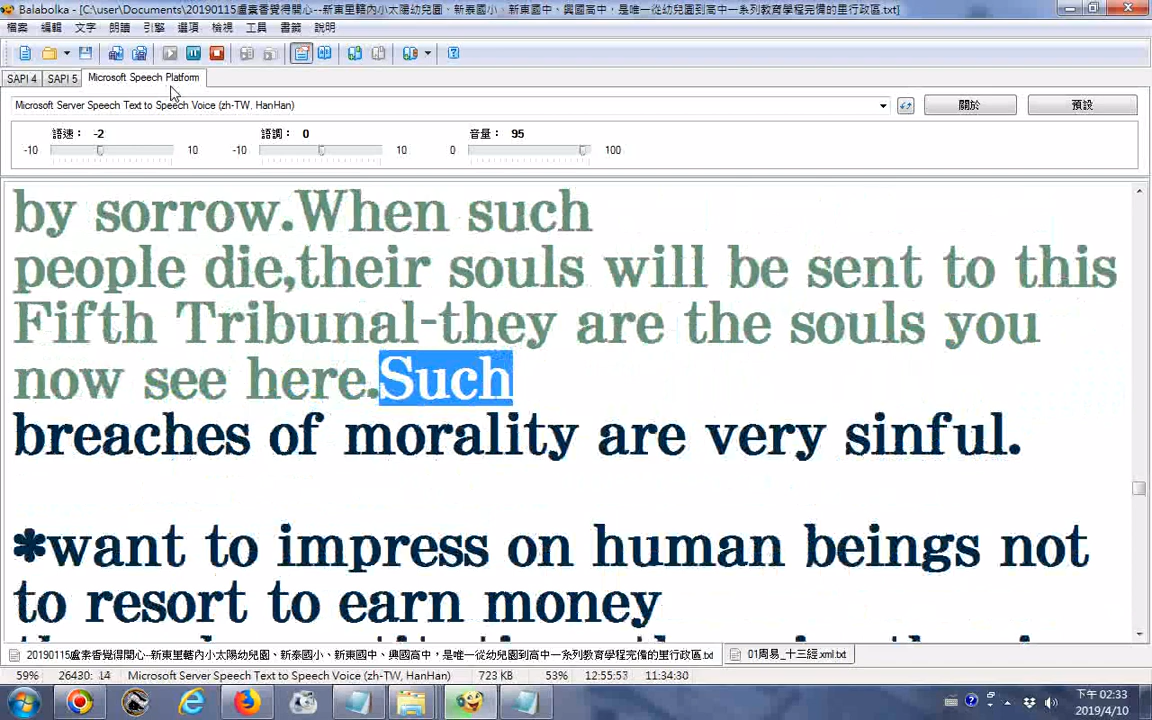 Balabolka - [C:\user\Documents\20190115盧素香覺得開心--新東里轄內小太陽幼兒園、新泰國小、新東國中、興國高中，是唯一從幼兒園到高中一系列教育學程完備的里行政區.txt]
檔案 編輯 文字 朗讀 引擎 選項 檢視 工具 書籤 說明
SAPI 4 SAPI 5 Microsoft Speech Platform
Microsoft Server Speech Text to Speech Voice (zh-TW, HanHan) 關於 預設
語速： -2 語調： 0 音量： 95
-10 10 -10 10 0 100
by sorrow.When such
people die,their souls will be sent to this
Fifth Tribunal-they are the souls you
now see here.Such
breaches of morality are very sinful.
*want to impress on human beings not
to resort to earn money
20190115盧素香覺得開心--新東里轄內小太陽幼兒園、新泰國小、新東國中、興國高中，是唯一從幼兒園到高中一系列教育學程完備的里行政區.txt 01周易_十三經.xml.txt
59% 26430: 14 Microsoft Server Speech Text to Speech Voice (zh-TW, HanHan) 723 KB 53% 12:55:53 11:34:30
下午 02:33
2019/4/10